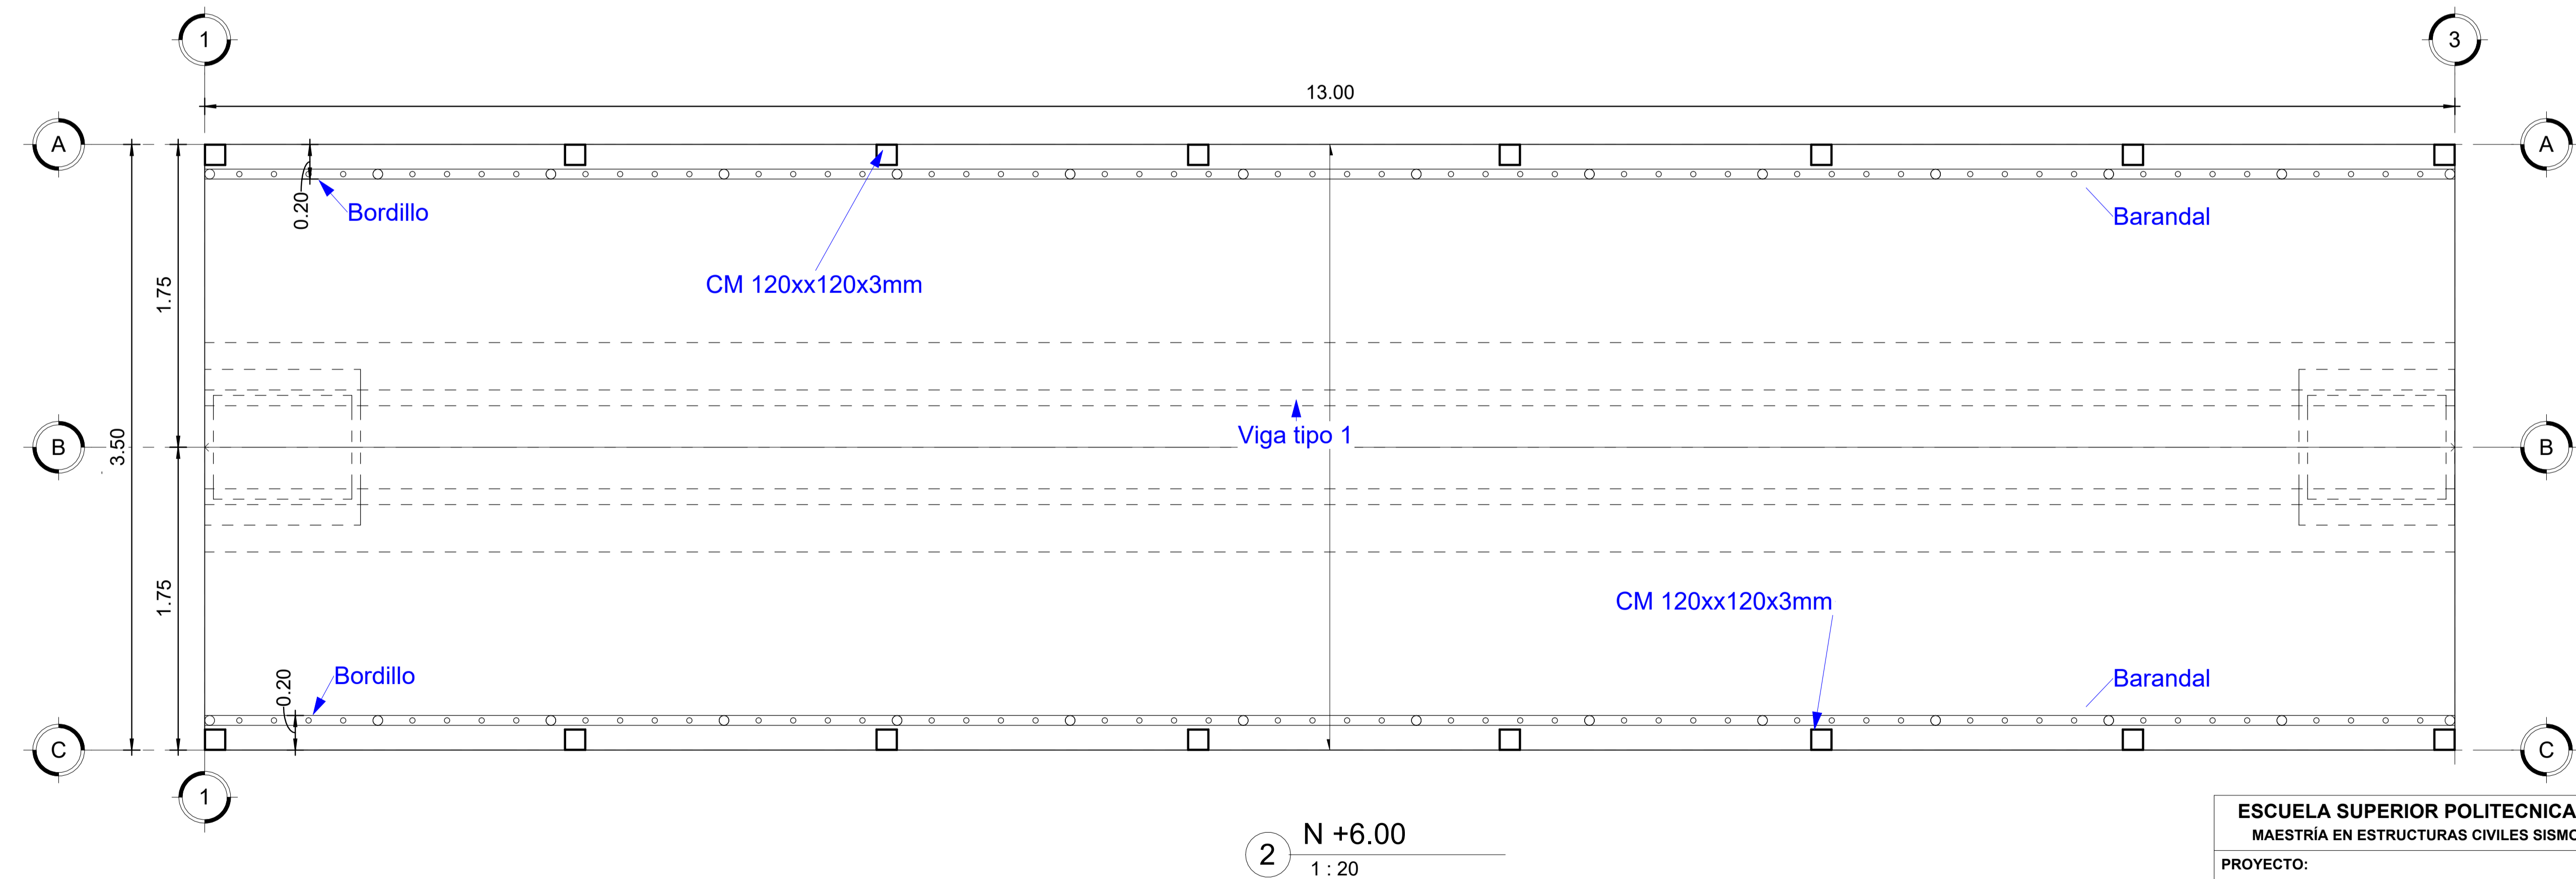 1
3
13.00
A
A
0.20
Bordillo
Barandal
CM 120xx120x3mm
1.75
3.50
Viga tipo 1
B
B
1.75
CM 120xx120x3mm
0.20
Bordillo
Barandal
C
C
1
2
N +6.00
1 : 20
ESCUELA SUPERIOR POLITECNICA
MAESTRÍA EN ESTRUCTURAS CIVILES SISMO
PROYECTO: